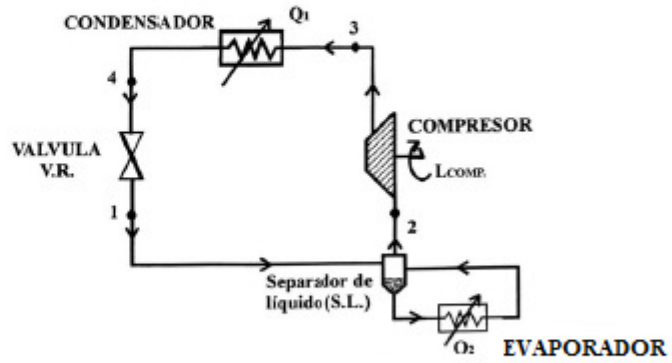 CONDENSADOR
Q1
3
4
VALVULA
V.R.
COMPRESOR
LCOMP.
1
2
Separador de
líquido(S.L.)
Q2
EVAPORADOR